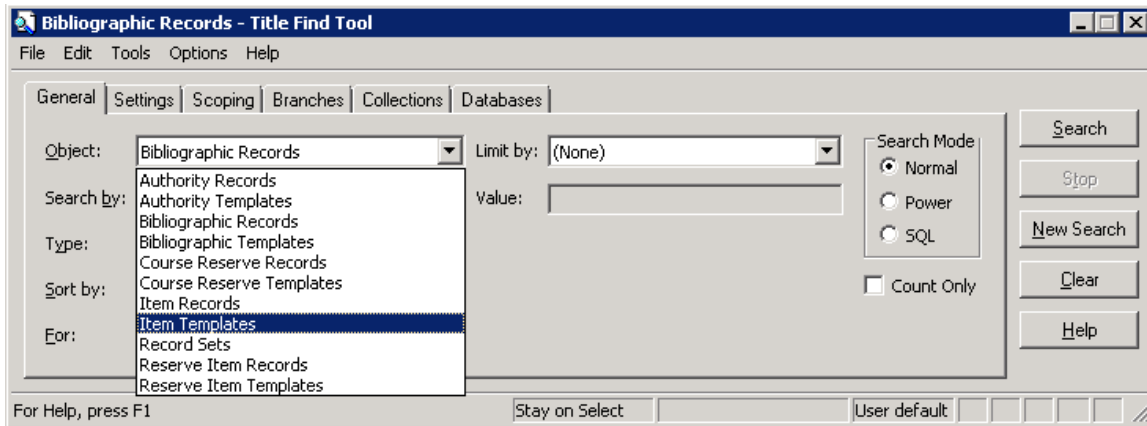 Bibliographic Records - Title Find Tool
File Edit Tools Options Help
General Settings Scoping Branches Collections Databases
Object: Bibliographic Records Limit by: (None) Search Mode Search
Authority Records Normal
Search by: Authority Templates Value: Power Stop
Bibliographic Records
Type: Bibliographic Templates SQL New Search
Course Reserve Records
Sort by: Course Reserve Templates Count Only Clear
Item Records
Item Templates
For: Record Sets Help
Reserve Item Records
Reserve Item Templates
For Help, press F1 Stay on Select User default